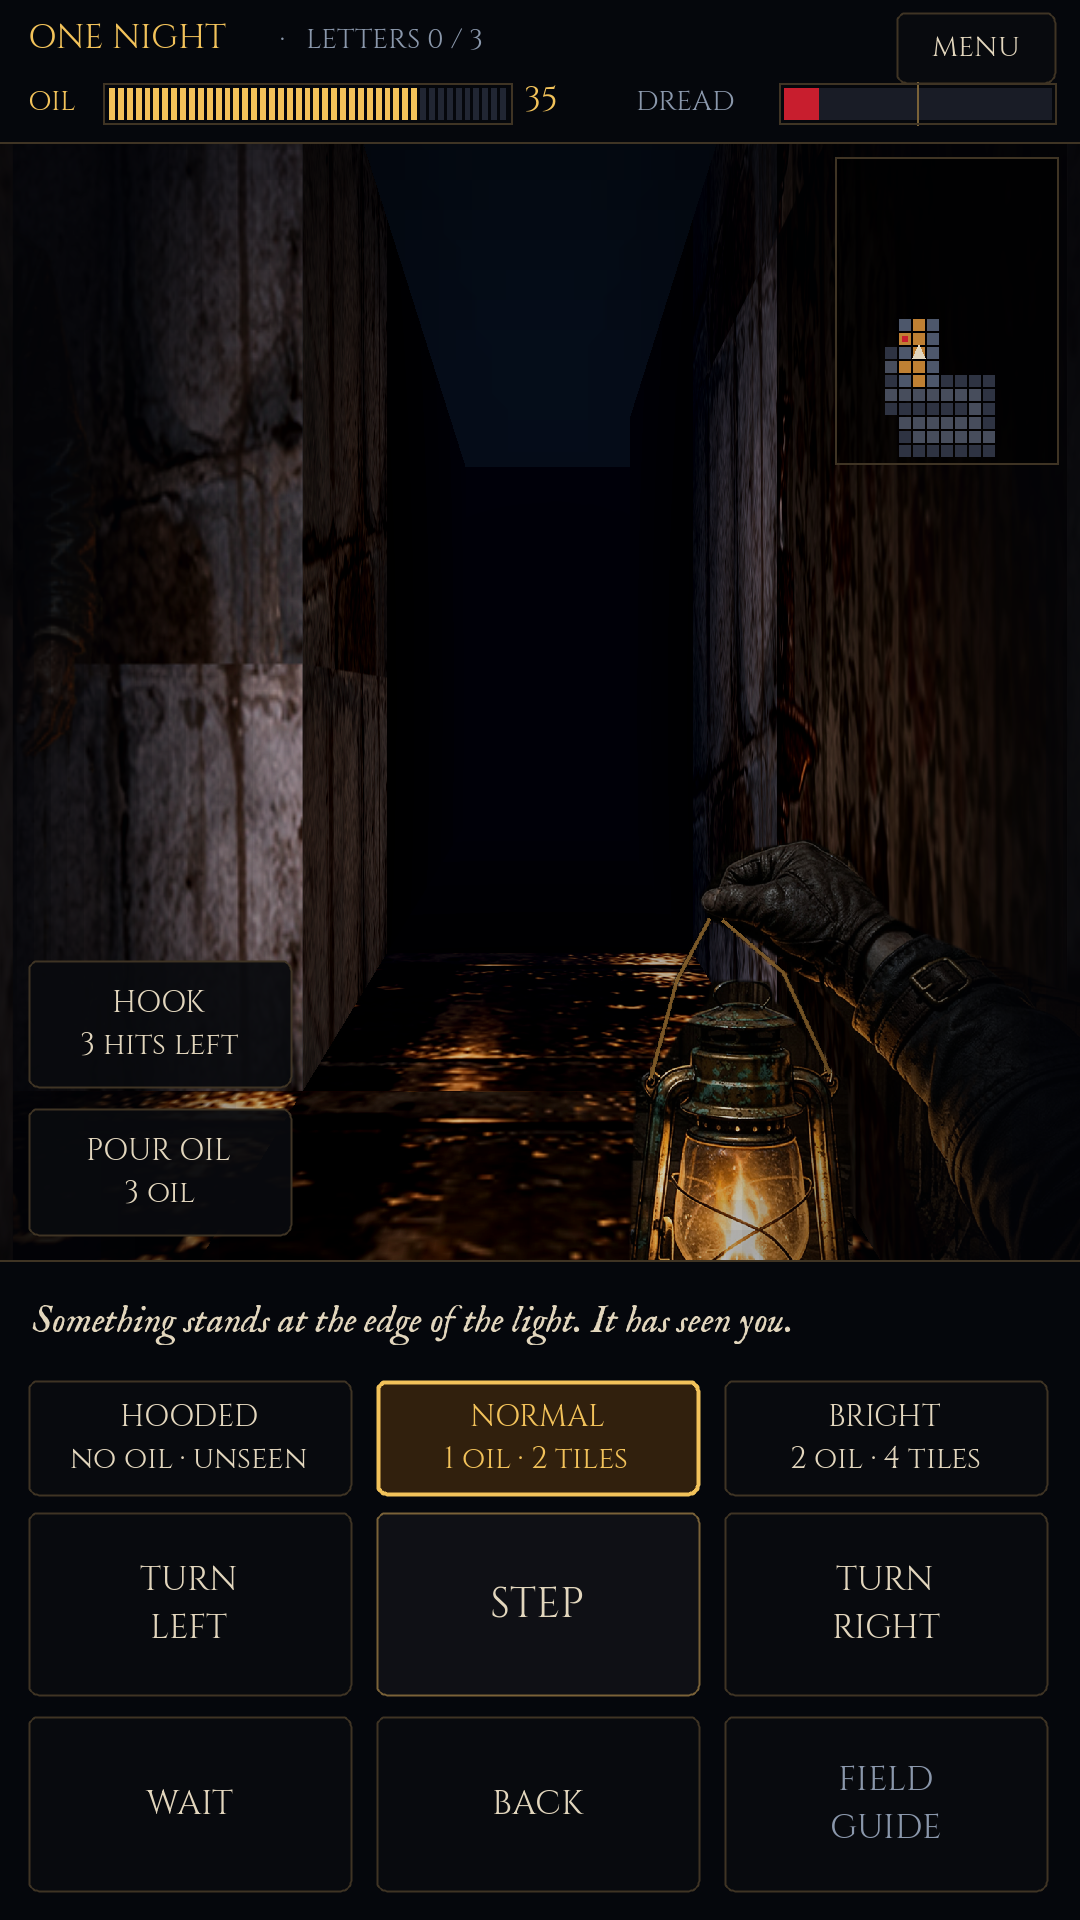 ONE NIGHT · LETTERS 0 / 3
MENU
OIL 35 DREAD
HOOK
3 HITS LEFT
POUR OIL
3 OIL
Something stands at the edge of the light. It has seen you.
HOODED
NO OIL · UNSEEN
NORMAL
1 OIL · 2 TILES
BRIGHT
2 OIL · 4 TILES
TURN
LEFT
STEP
TURN
RIGHT
WAIT
BACK
FIELD
GUIDE